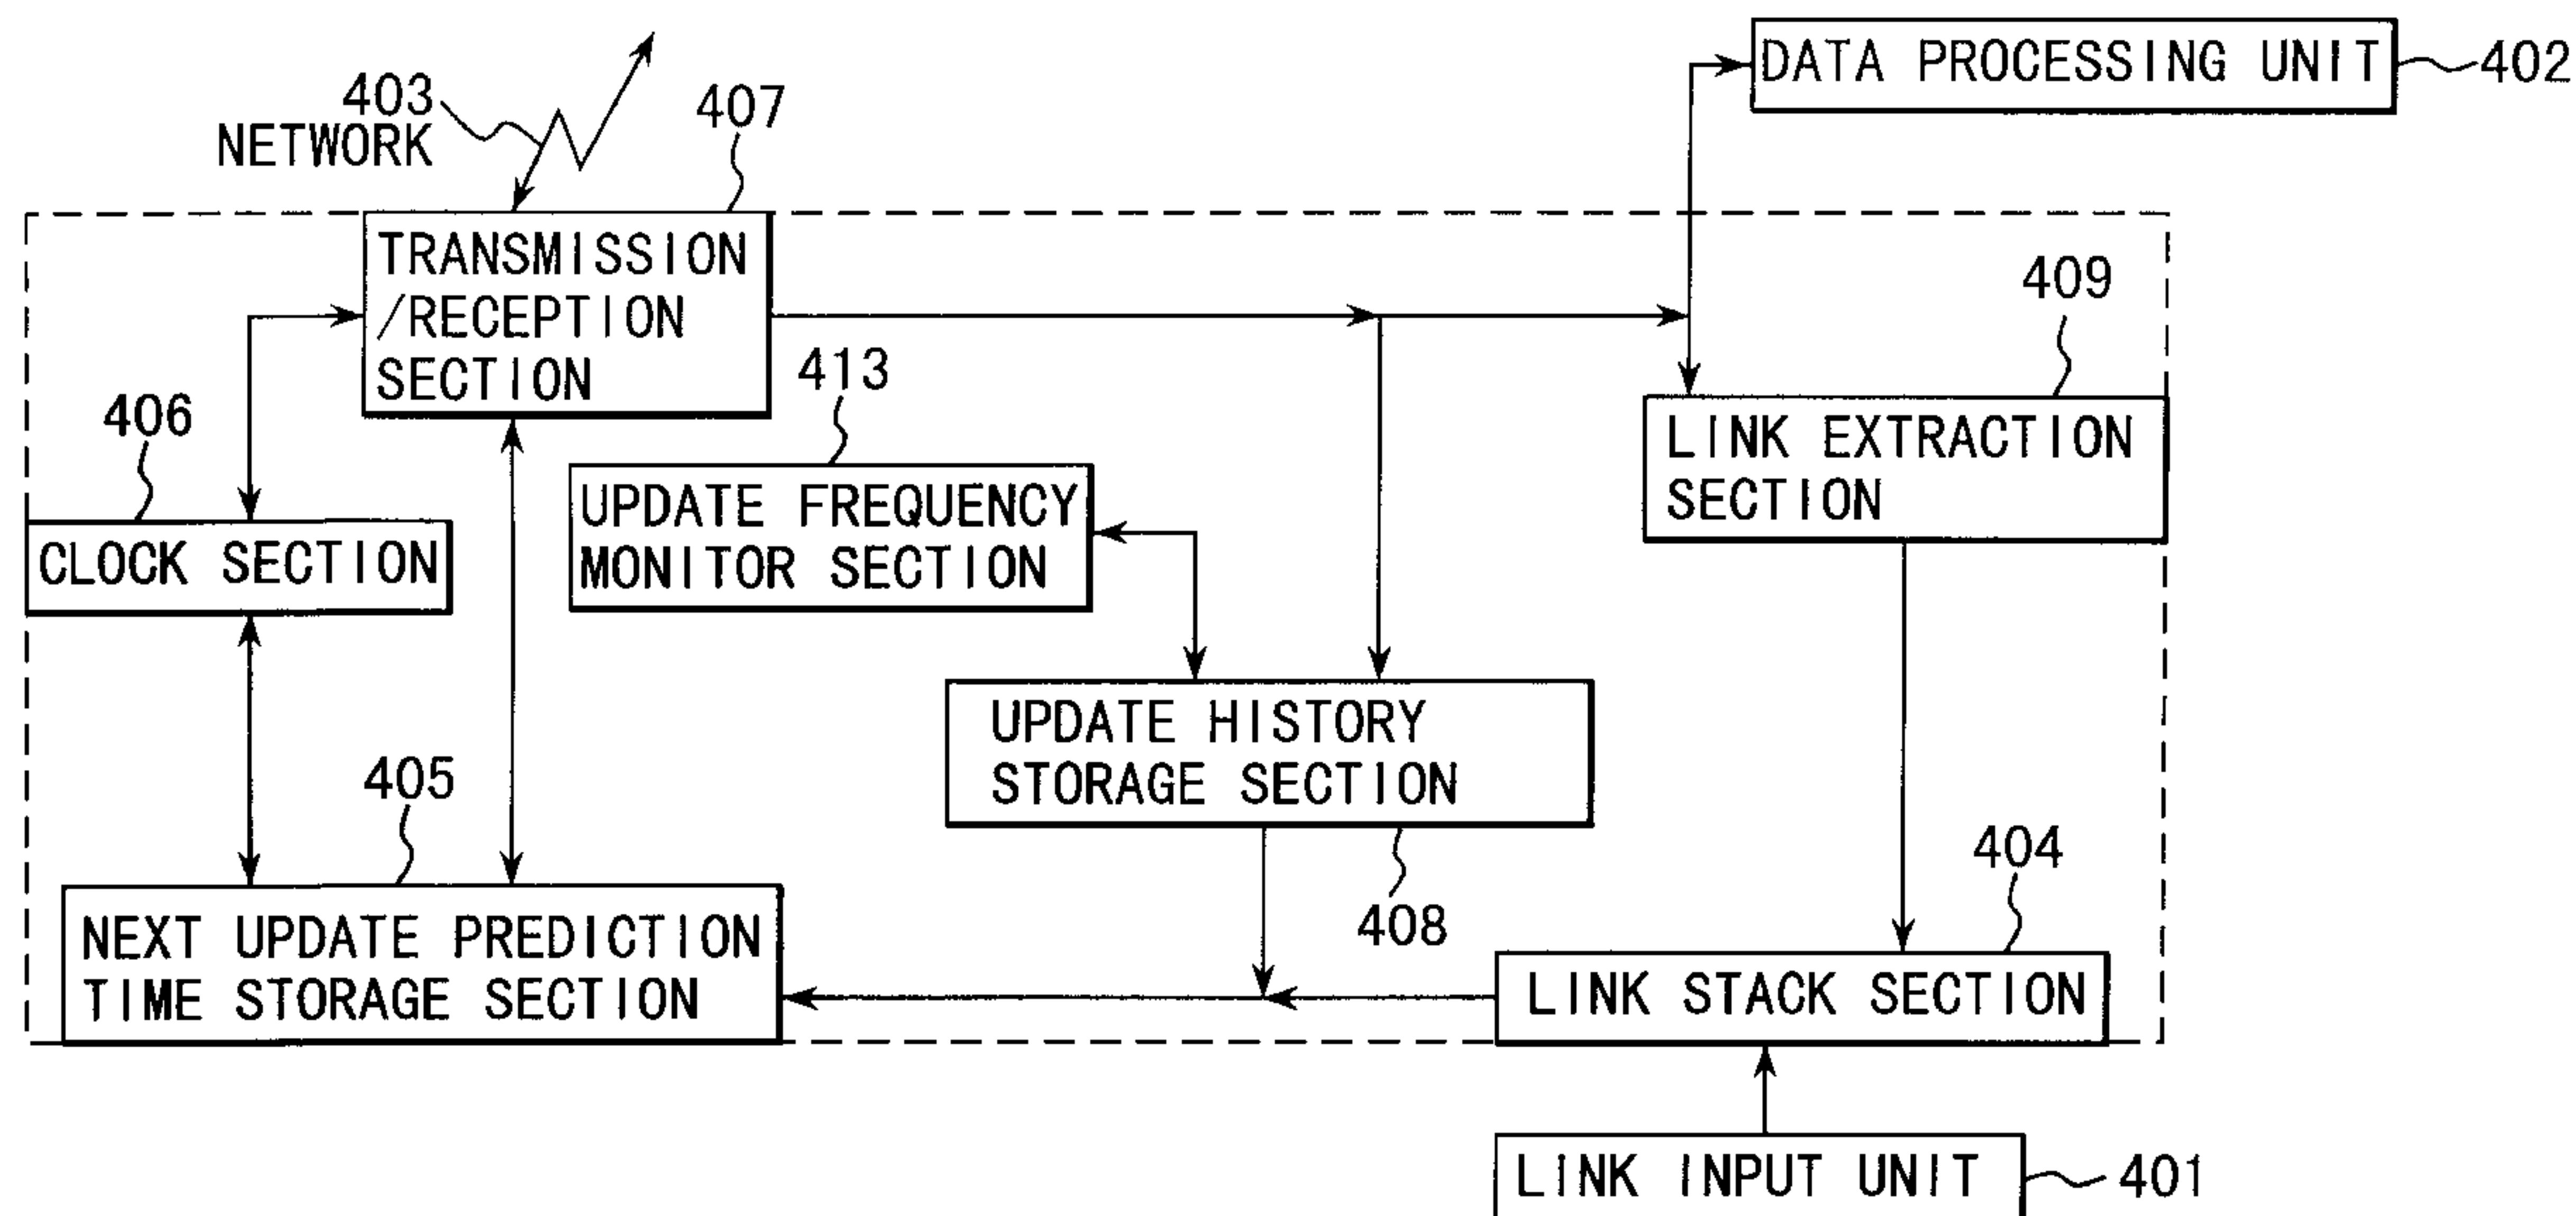 DATA PROCESSING UNIT
402
403
NETWORK
407
TRANSMISSION
/RECEPTION
SECTION
409
LINK EXTRACTION
SECTION
413
UPDATE FREQUENCY
MONITOR SECTION
406
CLOCK SECTION
UPDATE HISTORY
STORAGE SECTION
408
405
NEXT UPDATE PREDICTION
TIME STORAGE SECTION
404
LINK STACK SECTION
LINK INPUT UNIT
401